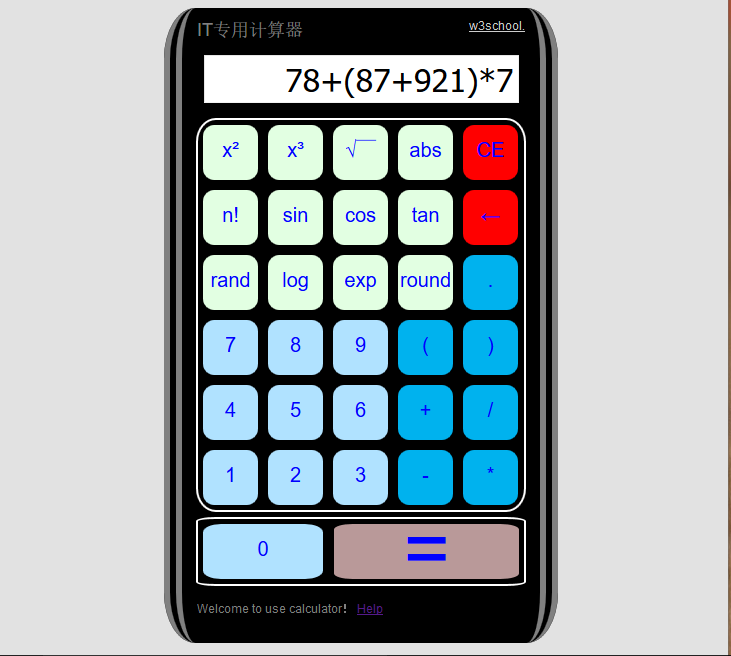 IT专用计算器 w3school.
78+(87+921)*7
x² x³ √ abs CE
n! sin cos tan ←
rand log exp round .
7 8 9 ( )
4 5 6 + /
1 2 3 - *
0 =
Welcome to use calculator! Help